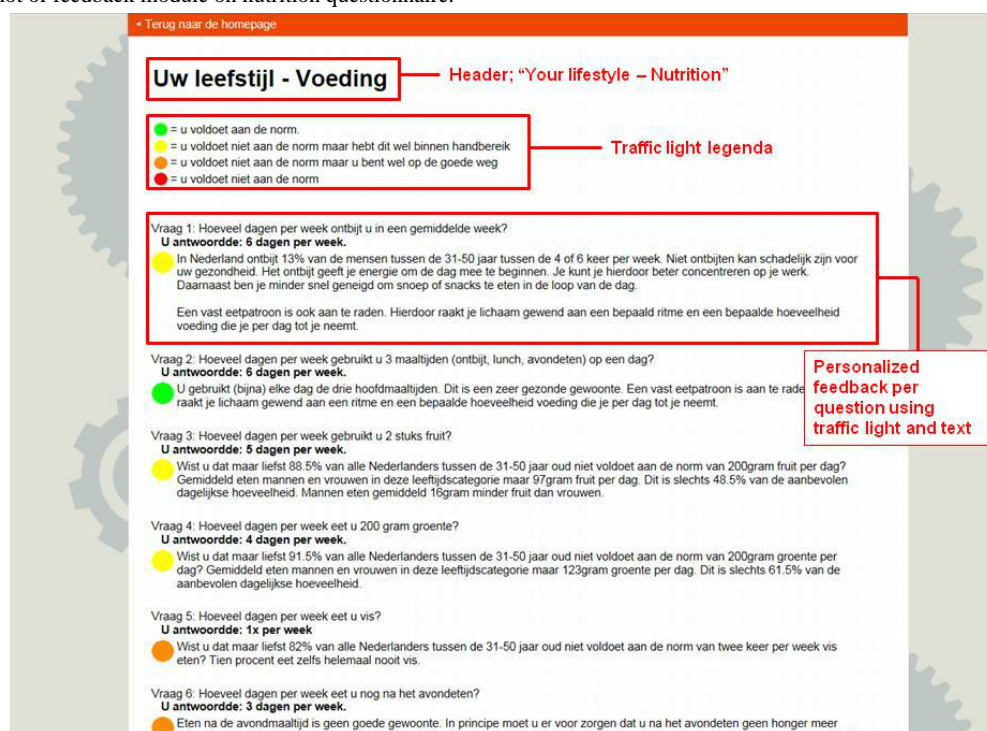 lot of feedback module on nutrition questionnaire.
◂ Terug naar de homepage
Uw leefstijl - Voeding
Header; “Your lifestyle – Nutrition”
= u voldoet aan de norm.
= u voldoet niet aan de norm maar hebt dit wel binnen handbereik
= u voldoet niet aan de norm maar u bent wel op de goede weg
= u voldoet niet aan de norm
Traffic light legenda
Vraag 1: Hoeveel dagen per week ontbijt u in een gemiddelde week?
U antwoordde: 6 dagen per week.
In Nederland ontbijt 13% van de mensen tussen de 31-50 jaar tussen de 4 of 6 keer per week. Niet ontbijten kan schadelijk zijn voor
uw gezondheid. Het ontbijt geeft je energie om de dag mee te beginnen. Je kunt je hierdoor beter concentreren op je werk.
Daarnaast ben je minder snel geneigd om snoep of snacks te eten in de loop van de dag.
Een vast eetpatroon is ook aan te raden. Hierdoor raakt je lichaam gewend aan een bepaald ritme en een bepaalde hoeveelheid
voeding die je per dag tot je neemt.
Personalized
feedback per
question using
traffic light and text
Vraag 2: Hoeveel dagen per week gebruikt u 3 maaltijden (ontbijt, lunch, avondeten) op een dag?
U antwoordde: 6 dagen per week.
U gebruikt (bijna) elke dag de drie hoofdmaaltijden. Dit is een zeer gezonde gewoonte. Een vast eetpatroon is aan te rade
raakt je lichaam gewend aan een ritme en een bepaalde hoeveelheid voeding die je per dag tot je neemt.
Vraag 3: Hoeveel dagen per week gebruikt u 2 stuks fruit?
U antwoordde: 5 dagen per week.
Wist u dat maar liefst 88.5% van alle Nederlanders tussen de 31-50 jaar oud niet voldoet aan de norm van 200gram fruit per dag?
Gemiddeld eten mannen en vrouwen in deze leeftijdscategorie maar 97gram fruit per dag. Dit is slechts 48.5% van de aanbevolen
dagelijkse hoeveelheid. Mannen eten gemiddeld 16gram minder fruit dan vrouwen.
Vraag 4: Hoeveel dagen per week eet u 200 gram groente?
U antwoordde: 4 dagen per week.
Wist u dat maar liefst 91.5% van alle Nederlanders tussen de 31-50 jaar oud niet voldoet aan de norm van 200gram groente per
dag? Gemiddeld eten mannen en vrouwen in deze leeftijdscategorie maar 123gram groente per dag. Dit is slechts 61.5% van de
aanbevolen dagelijkse hoeveelheid.
Vraag 5: Hoeveel dagen per week eet u vis?
U antwoordde: 1x per week
Wist u dat maar liefst 82% van alle Nederlanders tussen de 31-50 jaar oud niet voldoet aan de norm van twee keer per week vis
eten? Tien procent eet zelfs helemaal nooit vis.
Vraag 6: Hoeveel dagen per week eet u nog na het avondeten?
U antwoordde: 3 dagen per week.
Eten na de avondmaaltijd is geen goede gewoonte. In principe moet u er voor zorgen dat u na het avondeten geen honger meer